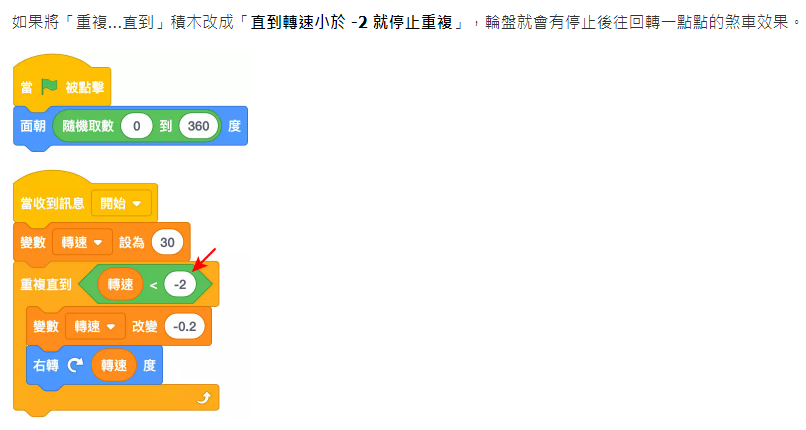 如果將「重複...直到」積木改成「直到轉速小於 -2 就停止重複」，輪盤就會有停止後往回轉一點點的煞車效果。
當 被點擊
面朝 隨機取數 0 到 360 度
當收到訊息 開始
變數 轉速 設為 30
重複直到 轉速 < -2
變數 轉速 改變 -0.2
右轉 轉速 度